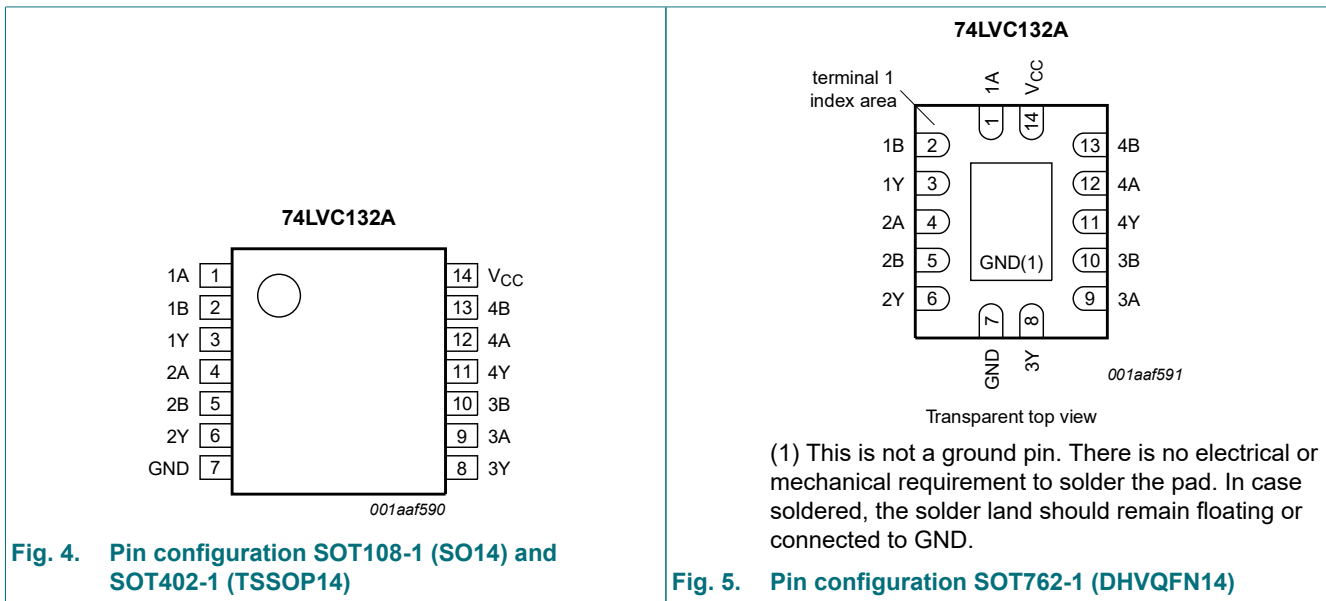 74LVC132A
1A 1
1B 2
1Y 3
2A 4
2B 5
2Y 6
GND 7
14 VCC
13 4B
12 4A
11 4Y
10 3B
9 3A
8 3Y
001aaf590
Fig. 4. Pin configuration SOT108-1 (SO14) and
SOT402-1 (TSSOP14)
74LVC132A
terminal 1
index area
1A
VCC
1
14
1B 2
1Y 3
2A 4
2B 5
2Y 6
13 4B
12 4A
11 4Y
10 3B
9 3A
GND(1)
7
8
GND
3Y
001aaf591
Transparent top view
(1) This is not a ground pin. There is no electrical or
mechanical requirement to solder the pad. In case
soldered, the solder land should remain floating or
connected to GND.
Fig. 5. Pin configuration SOT762-1 (DHVQFN14)